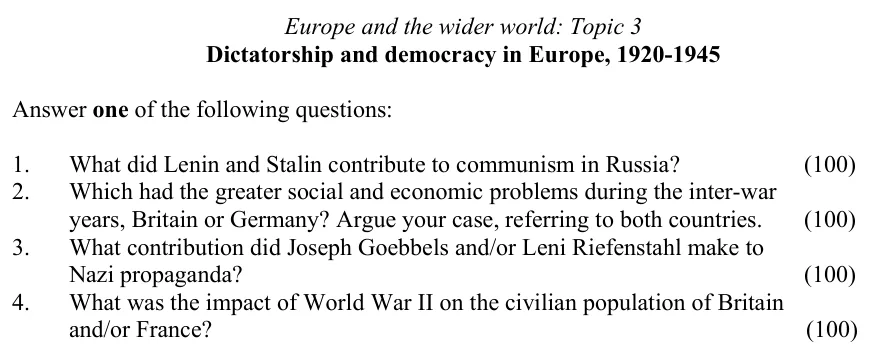 Europe and the wider world: Topic 3
Dictatorship and democracy in Europe, 1920-1945
Answer one of the following questions:
1. What did Lenin and Stalin contribute to communism in Russia? (100)
2. Which had the greater social and economic problems during the inter-war
years, Britain or Germany? Argue your case, referring to both countries. (100)
3. What contribution did Joseph Goebbels and/or Leni Riefenstahl make to
Nazi propaganda? (100)
4. What was the impact of World War II on the civilian population of Britain
and/or France? (100)